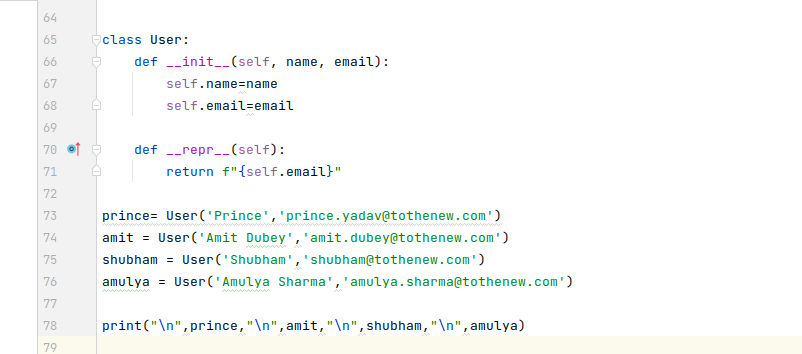 64
65 class User:
66     def __init__(self, name, email):
67         self.name=name
68         self.email=email
69
70     def __repr__(self):
71         return f"{self.email}"
72
73 prince= User('Prince','prince.yadav@tothenew.com')
74 amit = User('Amit Dubey','amit.dubey@tothenew.com')
75 shubham = User('Shubham','shubham@tothenew.com')
76 amulya = User('Amulya Sharma','amulya.sharma@tothenew.com')
77
78 print("\n",prince,"\n",amit,"\n",shubham,"\n",amulya)
79